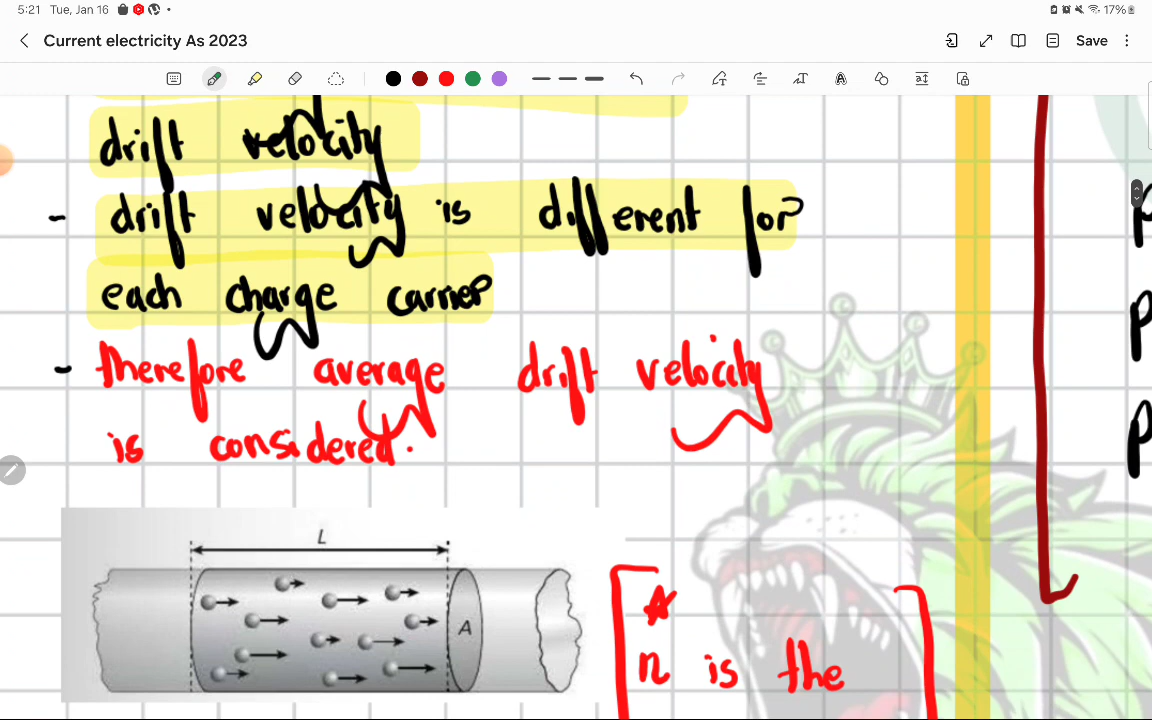 5:21 Tue, Jan 16
17%
Current electricity As 2023
Save
drift velocity
- drift velocity is different for
each charge carrier
- therefore average drift velocity
is considered.
L
A
n is the